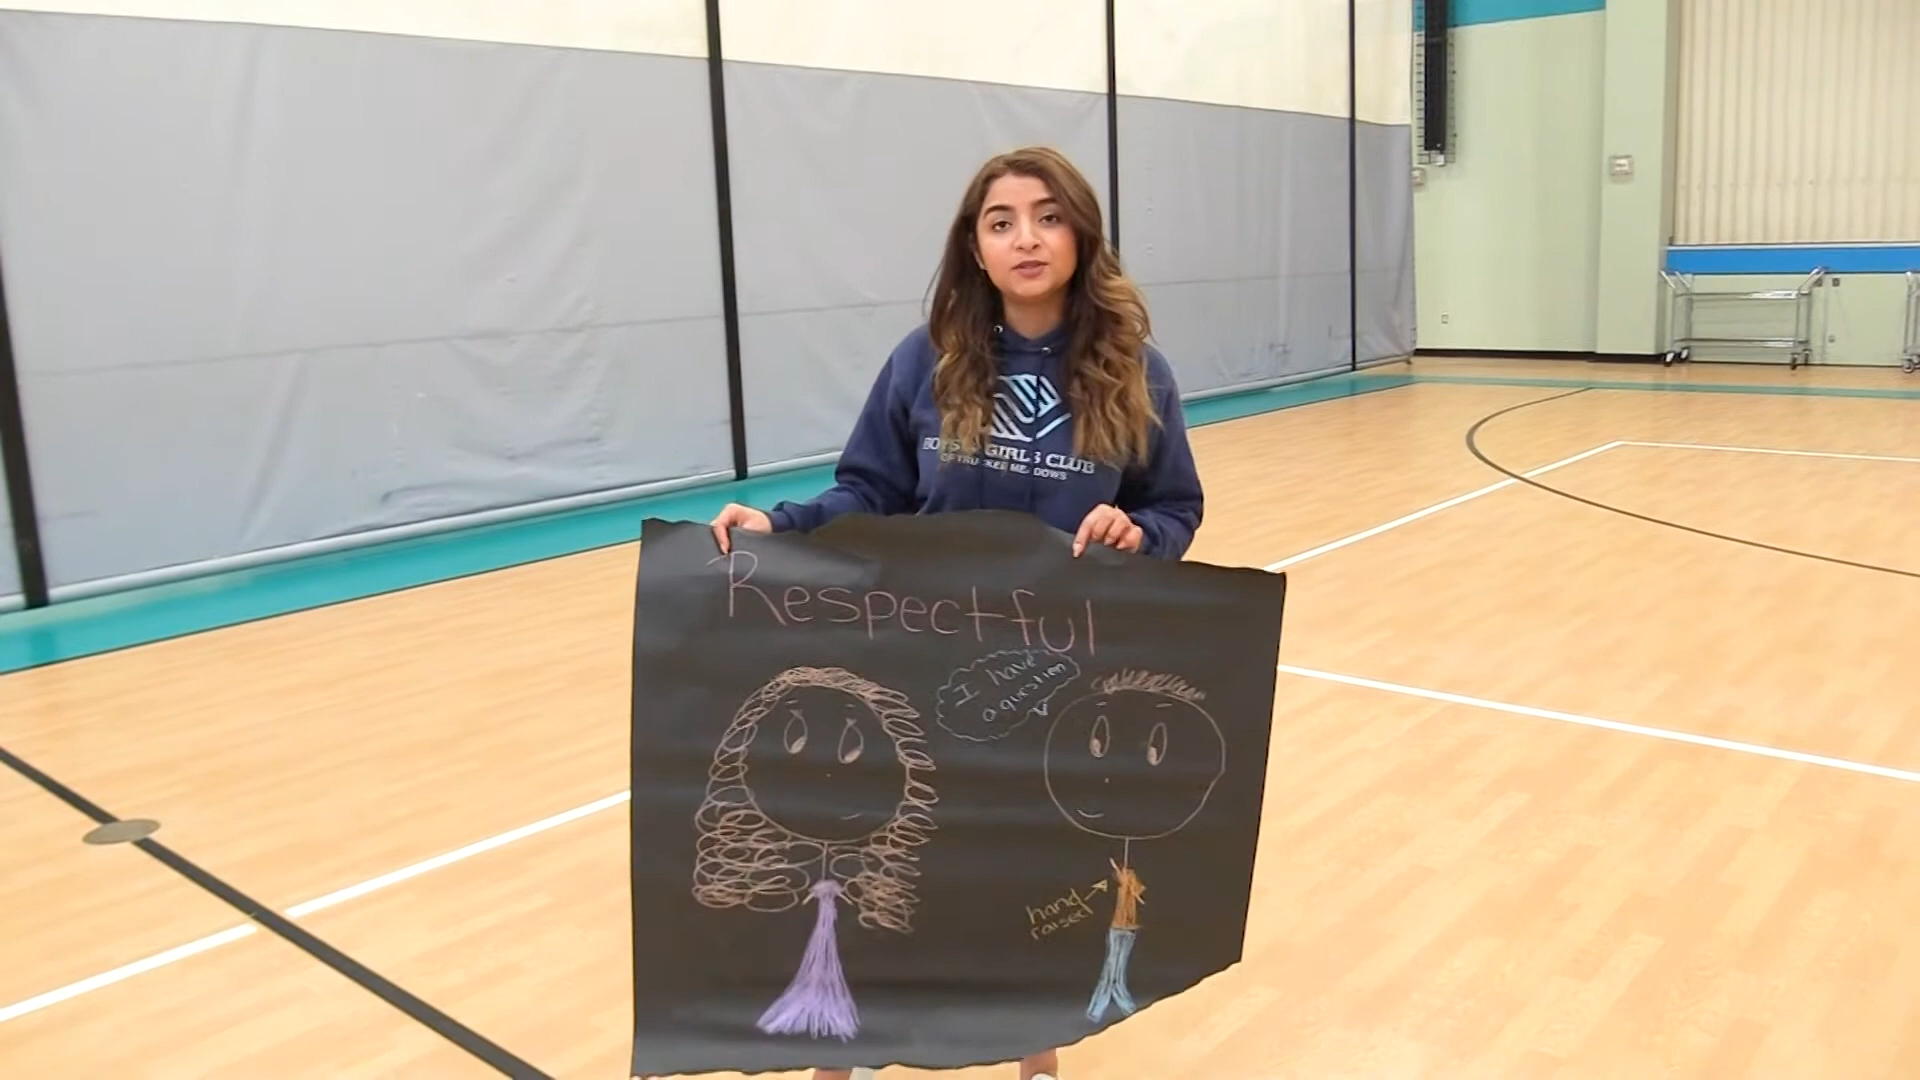 BOYS & GIRLS CLUB
OF TRUCKEE MEADOWS
Respectful
I have
a question
hand
raised